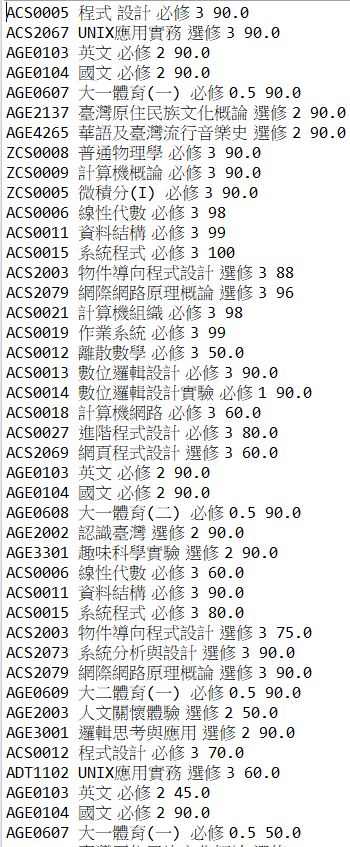 ACS0005 程式 設計 必修 3 90.0
ACS2067 UNIX應用實務 選修 3 90.0
AGE0103 英文 必修 2 90.0
AGE0104 國文 必修 2 90.0
AGE0607 大一體育(一) 必修 0.5 90.0
AGE2137 臺灣原住民族文化概論 選修 2 90.0
AGE4265 華語及臺灣流行音樂史 選修 2 90.0
ZCS0008 普通物理學 必修 3 90.0
ZCS0009 計算機概論 必修 3 90.0
ZCS0005 微積分(I) 必修 3 90.0
ACS0006 線性代數 必修 3 98
ACS0011 資料結構 必修 3 99
ACS0015 系統程式 必修 3 100
ACS2003 物件導向程式設計 選修 3 88
ACS2079 網際網路原理概論 選修 3 96
ACS0021 計算機組織 必修 3 98
ACS0019 作業系統 必修 3 99
ACS0012 離散數學 必修 3 50.0
ACS0013 數位邏輯設計 必修 3 90.0
ACS0014 數位邏輯設計實驗 必修 1 90.0
ACS0018 計算機網路 必修 3 60.0
ACS0027 進階程式設計 必修 3 80.0
ACS2069 網頁程式設計 選修 3 60.0
AGE0103 英文 必修 2 90.0
AGE0104 國文 必修 2 90.0
AGE0608 大一體育(二) 必修 0.5 90.0
AGE2002 認識臺灣 選修 2 90.0
AGE3301 趣味科學實驗 選修 2 90.0
ACS0006 線性代數 必修 3 60.0
ACS0011 資料結構 必修 3 90.0
ACS0015 系統程式 必修 3 80.0
ACS2003 物件導向程式設計 選修 3 75.0
ACS2073 系統分析與設計 選修 3 90.0
ACS2079 網際網路原理概論 選修 3 90.0
AGE0609 大二體育(一) 必修 0.5 90.0
AGE2003 人文關懷體驗 選修 2 50.0
AGE3001 邏輯思考與應用 選修 2 90.0
ACS0012 程式設計 必修 3 70.0
ADT1102 UNIX應用實務 選修 3 60.0
AGE0103 英文 必修 2 45.0
AGE0104 國文 必修 2 90.0
AGE0607 大一體育(一) 必修 0.5 50.0